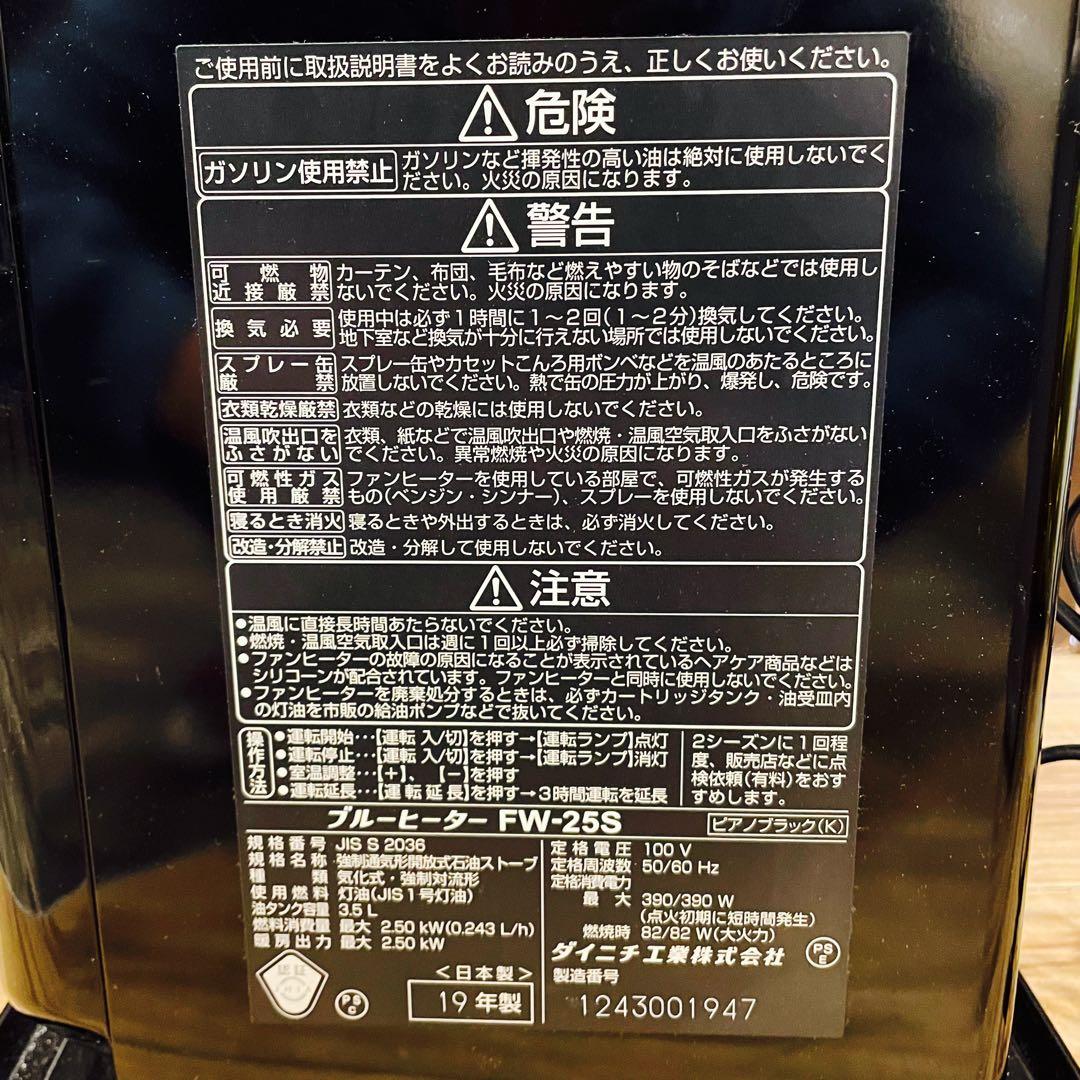 ご使用前に取扱説明書をよくお読みのうえ、正しくお使いください。
危険
ガソリン使用禁止
ガソリンなど揮発性の高い油は絶対に使用しないでく
ださい。火災の原因になります。
警告
可燃物
近接厳禁
カーテン、布団、毛布など燃えやすい物のそばなどでは使用し
ないでください。火災の原因になります。
換気必要
使用中は必ず1時間に1〜2回(1〜2分)換気してください。
地下室など換気が十分に行えない場所では使用しないでください。
スプレー缶
厳禁
スプレー缶やカセットこんろ用ボンベなどを温風のあたるところに
放置しないでください。熱で缶の圧力が上がり、爆発し、危険です。
衣類乾燥厳禁
衣類などの乾燥には使用しないでください。
温風吹出口を
ふさがない
衣類、紙などで温風吹出口や燃焼・温風空気取入口をふさがない
でください。異常燃焼や火災の原因になります。
可燃性ガス
使用厳禁
ファンヒーターを使用している部屋で、可燃性ガスが発生する
もの(ベンジン・シンナー)、スプレーを使用しないでください。
寝るとき消火
寝るときや外出するときは、必ず消火してください。
改造・分解禁止
改造・分解して使用しないでください。
注意
●温風に直接長時間あたらないでください。
●燃焼・温風空気取入口は週に1回以上必ず掃除してください。
●ファンヒーターの故障の原因になることが表示されているヘアケア商品などは
シリコーンが配合されています。ファンヒーターと同時に使用しないでください。
●ファンヒーターを廃棄処分するときは、必ずカートリッジタンク・油受皿内
の灯油を市販の給油ポンプなどで抜いてください。
操作方法
●運転開始…【運転 入/切】を押す→【運転ランプ】点灯
●運転停止…【運転 入/切】を押す→【運転ランプ】消灯
●室温調整…【+】、【−】を押す
●運転延長…【運転延長】を押す→3時間運転を延長
2シーズンに1回程
度、販売店などに点
検依頼(有料)をおす
すめします。
ブルーヒーター FW-25S
ピアノブラック(K)
規格番号 JIS S 2036
規格名称 強制通気形開放式石油ストーブ
種類 気化式・強制対流形
使用燃料 灯油(JIS1号灯油)
油タンク容量 3.5 L
燃料消費量 最大 2.50 kW(0.243 L/h)
暖房出力 最大 2.50 kW
定格電圧 100 V
定格周波数 50/60 Hz
定格消費電力
最大 390/390 W
(点火初期に短時間発生)
燃焼時 82/82 W(大火力)
ダイニチ工業株式会社
PS
E
認証
PS
C
<日本製>
19年製
製造番号
1243001947